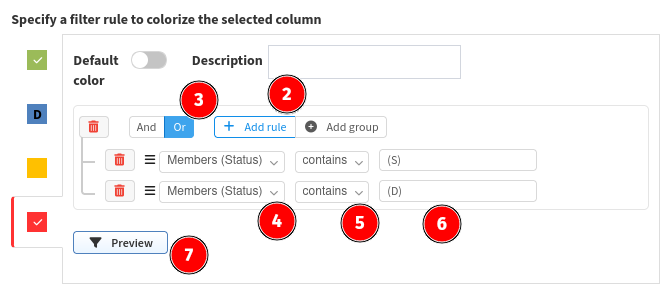 Specify a filter rule to colorize the selected column
Default color
Description
D
3
2
And Or Add rule Add group
Members (Status) contains (S)
Members (Status) contains (D)
4
5
6
Preview
7